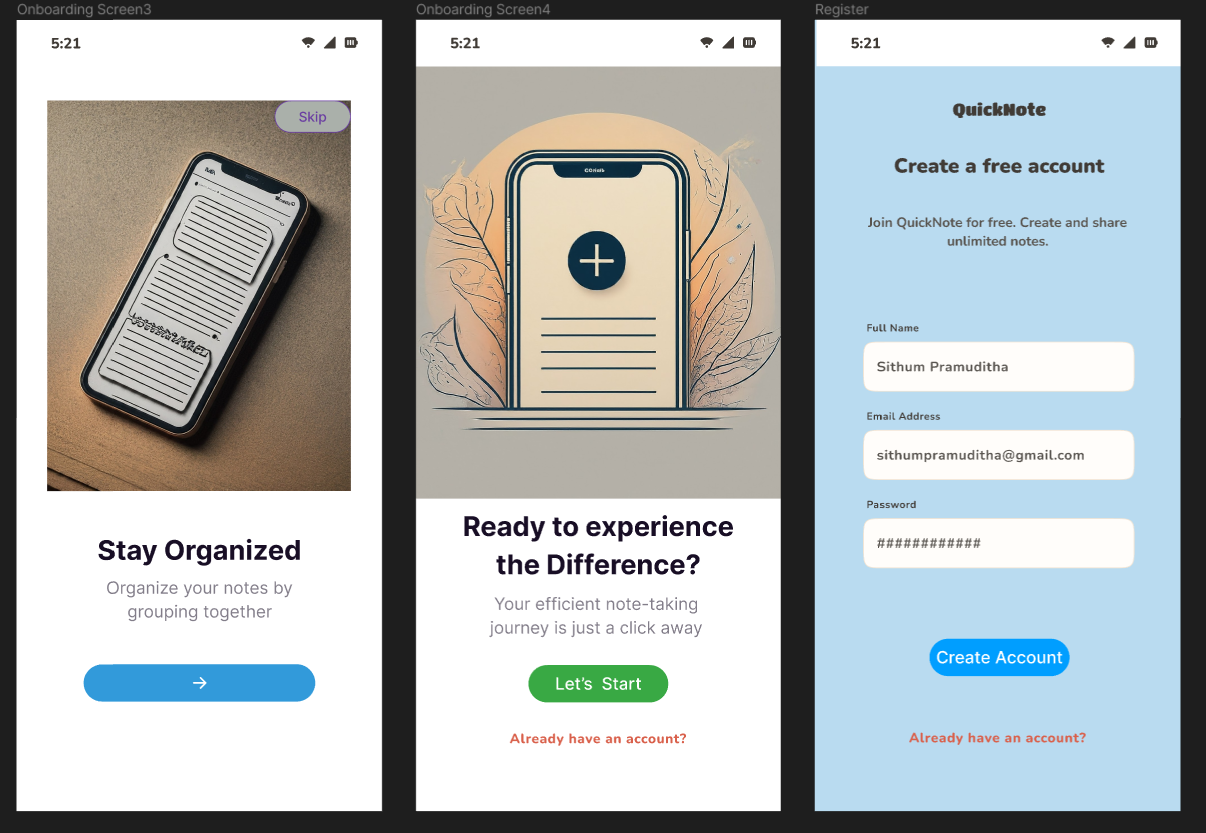 Onboarding Screen3
5:21
Skip
Stay Organized
Organize your notes by
grouping together
Onboarding Screen4
5:21
Ready to experience
the Difference?
Your efficient note-taking
journey is just a click away
Let's Start
Already have an account?
Register
5:21
QuickNote
Create a free account
Join QuickNote for free. Create and share
unlimited notes.
Full Name
Sithum Pramuditha
Email Address
sithumpramuditha@gmail.com
Password
############
Create Account
Already have an account?